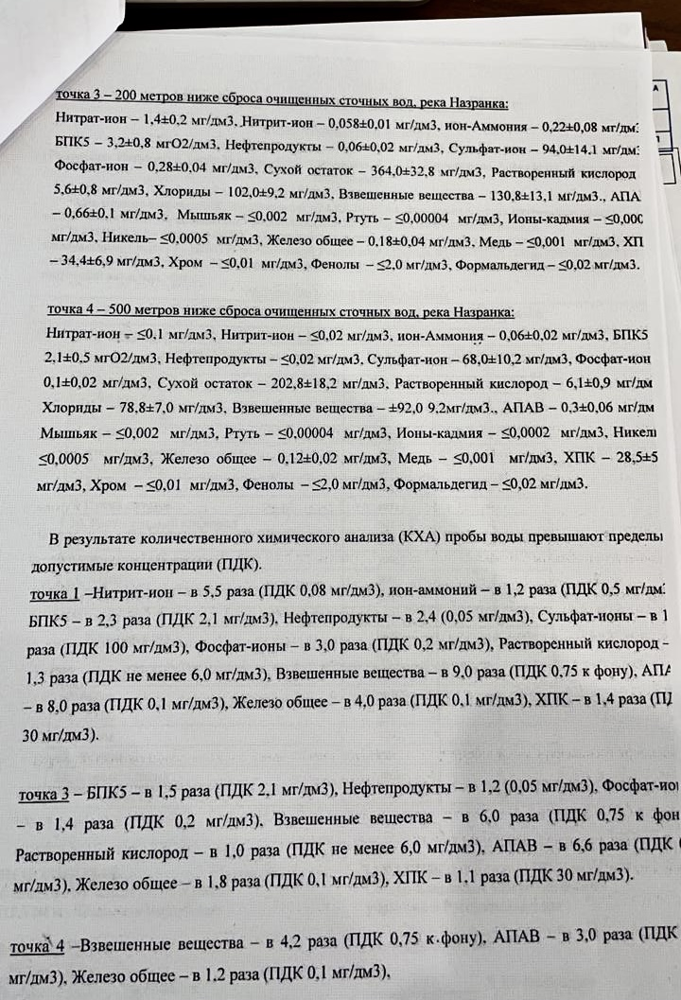 точка 3 – 200 метров ниже сброса очищенных сточных вод, река Назранка:
Нитрат-ион – 1,4±0,2 мг/дм3, Нитрит-ион – 0,058±0,01 мг/дм3, ион-Аммония – 0,22±0,08 мг/дм3
БПК5 – 3,2±0,8 мгО2/дм3, Нефтепродукты – 0,06±0,02 мг/дм3, Сульфат-ион – 94,0±14,1 мг/дм3
Фосфат-ион – 0,28±0,04 мг/дм3, Сухой остаток – 364,0±32,8 мг/дм3, Растворенный кислород
5,6±0,8 мг/дм3, Хлориды – 102,0±9,2 мг/дм3, Взвешенные вещества – 130,8±13,1 мг/дм3., АПА
– 0,66±0,1 мг/дм3, Мышьяк – ≤0,002 мг/дм3, Ртуть – ≤0,00004 мг/дм3, Ионы-кадмия – ≤0,000
мг/дм3, Никель– ≤0,0005 мг/дм3, Железо общее – 0,18±0,04 мг/дм3, Медь – ≤0,001 мг/дм3, ХП
– 34,4±6,9 мг/дм3, Хром – ≤0,01 мг/дм3, Фенолы – ≤2,0 мг/дм3, Формальдегид – ≤0,02 мг/дм3.
точка 4 – 500 метров ниже сброса очищенных сточных вод, река Назранка:
Нитрат-ион – ≤0,1 мг/дм3, Нитрит-ион – ≤0,02 мг/дм3, ион-Аммония – 0,06±0,02 мг/дм3, БПК5
2,1±0,5 мгО2/дм3, Нефтепродукты – ≤0,02 мг/дм3, Сульфат-ион – 68,0±10,2 мг/дм3, Фосфат-ион
0,1±0,02 мг/дм3, Сухой остаток – 202,8±18,2 мг/дм3, Растворенный кислород – 6,1±0,9 мг/дм
Хлориды – 78,8±7,0 мг/дм3, Взвешенные вещества – ±92,0 9,2мг/дм3., АПАВ – 0,3±0,06 мг/дм
Мышьяк – ≤0,002 мг/дм3, Ртуть – ≤0,00004 мг/дм3, Ионы-кадмия – ≤0,0002 мг/дм3, Никел
≤0,0005 мг/дм3, Железо общее – 0,12±0,02 мг/дм3, Медь – ≤0,001 мг/дм3, ХПК – 28,5±5
мг/дм3, Хром – ≤0,01 мг/дм3, Фенолы – ≤2,0 мг/дм3, Формальдегид – ≤0,02 мг/дм3.
В результате количественного химического анализа (КХА) пробы воды превышают пределы
допустимые концентрации (ПДК).
точка 1 –Нитрит-ион – в 5,5 раза (ПДК 0,08 мг/дм3), ион-аммоний – в 1,2 раза (ПДК 0,5 мг/дм3
БПК5 – в 2,3 раза (ПДК 2,1 мг/дм3), Нефтепродукты – в 2,4 (0,05 мг/дм3), Сульфат-ионы – в 1
раза (ПДК 100 мг/дм3), Фосфат-ионы – в 3,0 раза (ПДК 0,2 мг/дм3), Растворенный кислород –
1,3 раза (ПДК не менее 6,0 мг/дм3), Взвешенные вещества – в 9,0 раза (ПДК 0,75 к фону), АПА
– в 8,0 раза (ПДК 0,1 мг/дм3), Железо общее – в 4,0 раза (ПДК 0,1 мг/дм3), ХПК – в 1,4 раза (ПД
30 мг/дм3).
точка 3 – БПК5 – в 1,5 раза (ПДК 2,1 мг/дм3), Нефтепродукты – в 1,2 (0,05 мг/дм3), Фосфат-ио
– в 1,4 раза (ПДК 0,2 мг/дм3), Взвешенные вещества – в 6,0 раза (ПДК 0,75 к фон
Растворенный кислород – в 1,0 раза (ПДК не менее 6,0 мг/дм3), АПАВ – в 6,6 раза (ПДК
мг/дм3), Железо общее – в 1,8 раза (ПДК 0,1 мг/дм3), ХПК – в 1,1 раза (ПДК 30 мг/дм3).
точка 4 –Взвешенные вещества – в 4,2 раза (ПДК 0,75 к.фону), АПАВ – в 3,0 раза (ПДК
мг/дм3), Железо общее – в 1,2 раза (ПДК 0,1 мг/дм3),